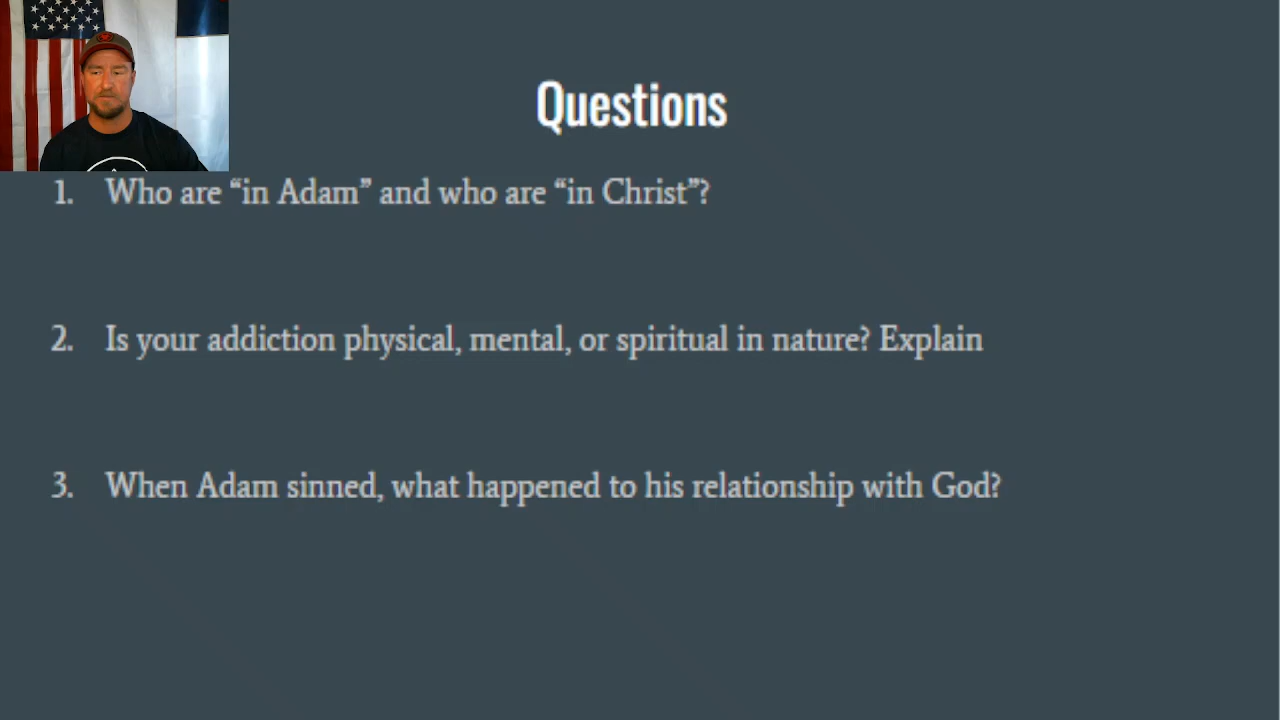 Questions
1. Who are “in Adam” and who are “in Christ”?
2. Is your addiction physical, mental, or spiritual in nature? Explain
3. When Adam sinned, what happened to his relationship with God?